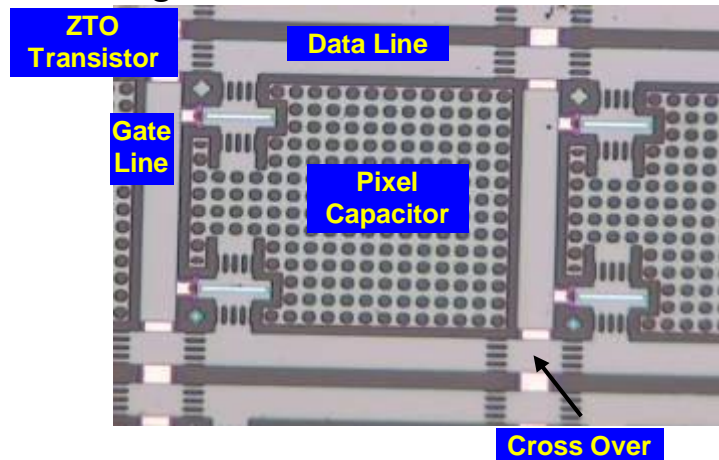 ZTO
Transistor
Data Line
Gate
Line
Pixel
Capacitor
Cross Over